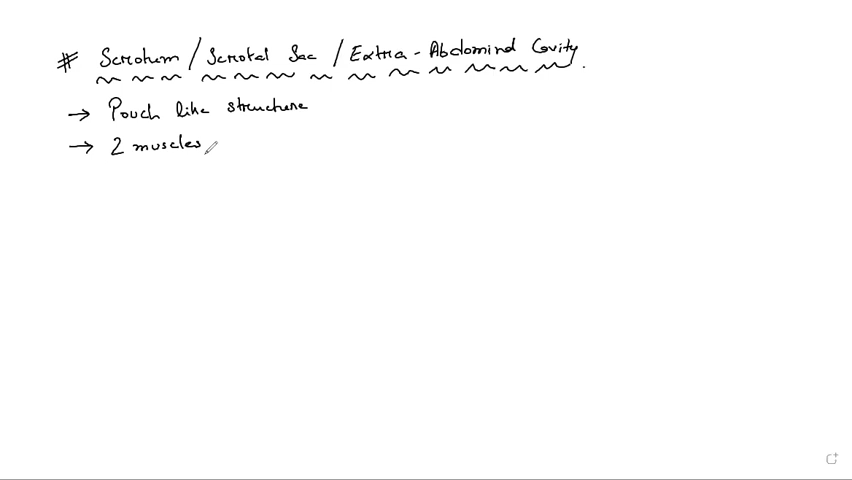 # Scrotum / Scrotal Sac / Extra-Abdominal Cavity.
→ Pouch like structure
→ 2 muscles